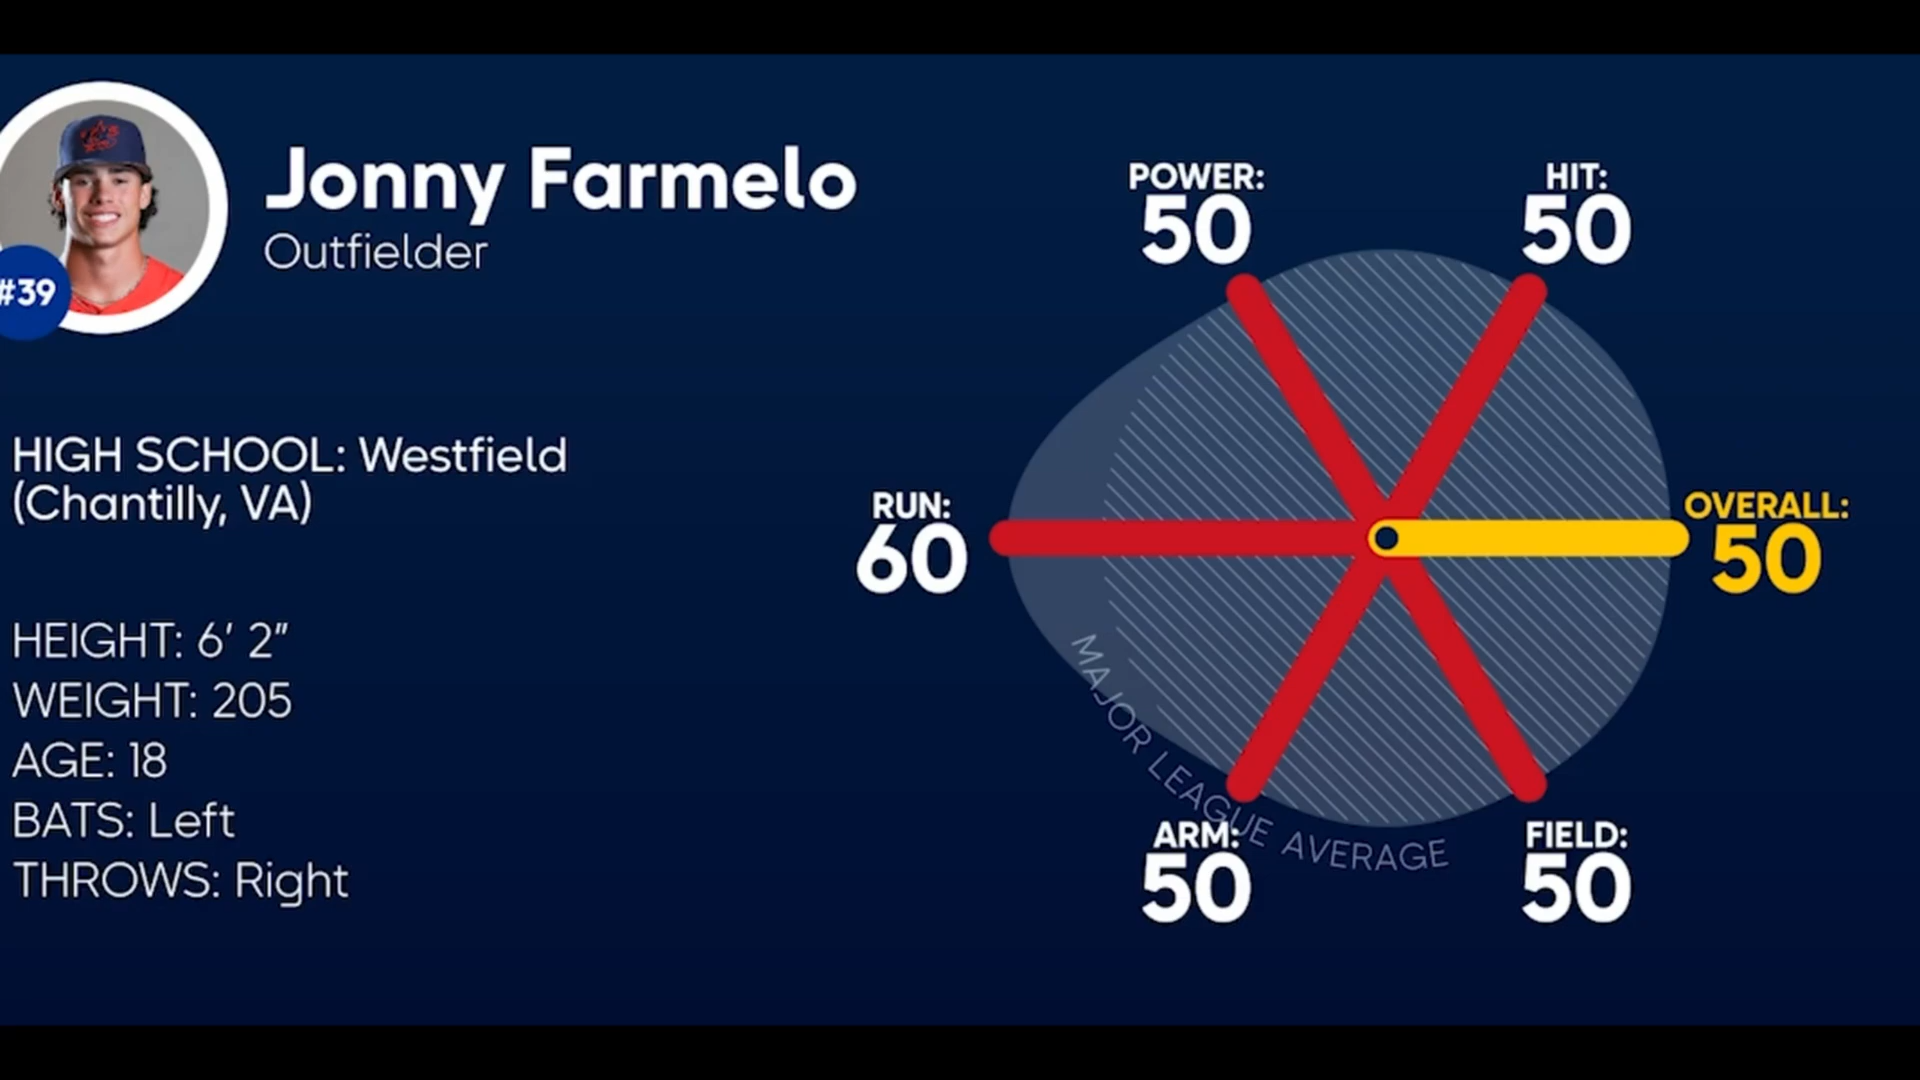 Jonny Farmelo
Outfielder
#39
HIGH SCHOOL: Westfield
(Chantilly, VA)
HEIGHT: 6′ 2″
WEIGHT: 205
AGE: 18
BATS: Left
THROWS: Right
POWER:
50
HIT:
50
RUN:
60
OVERALL:
50
ARM:
50
FIELD:
50
MAJOR LEAGUE AVERAGE